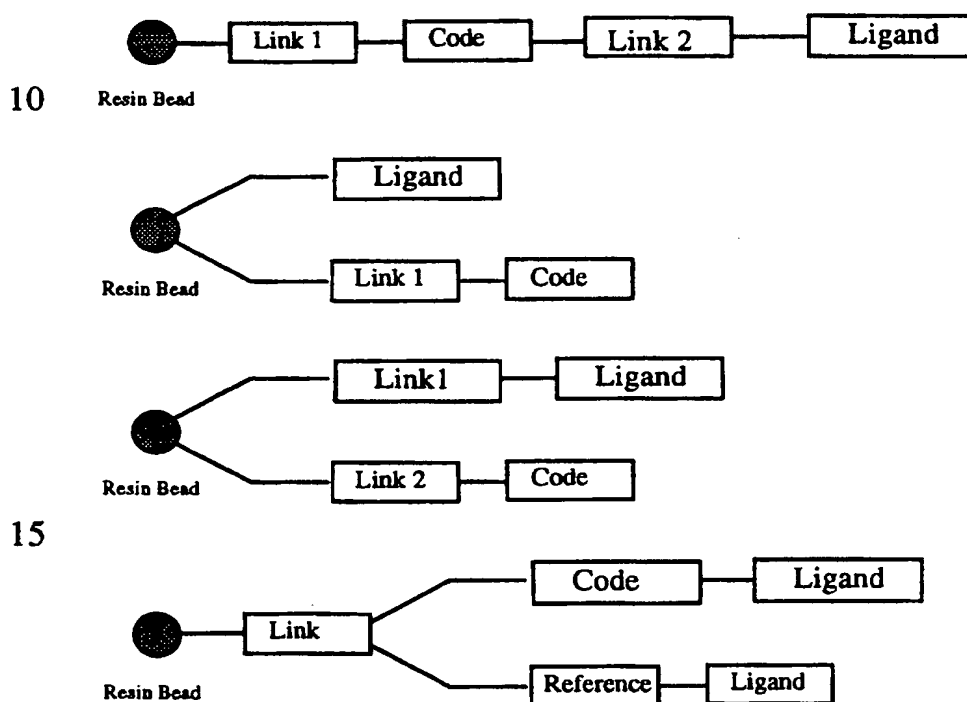 Link 1 Code Link 2 Ligand
10 Resin Bead
Ligand
Resin Bead
Link 1 Code
Link1 Ligand
Resin Bead
Link 2 Code
15
Code Ligand
Link
Resin Bead
Reference Ligand